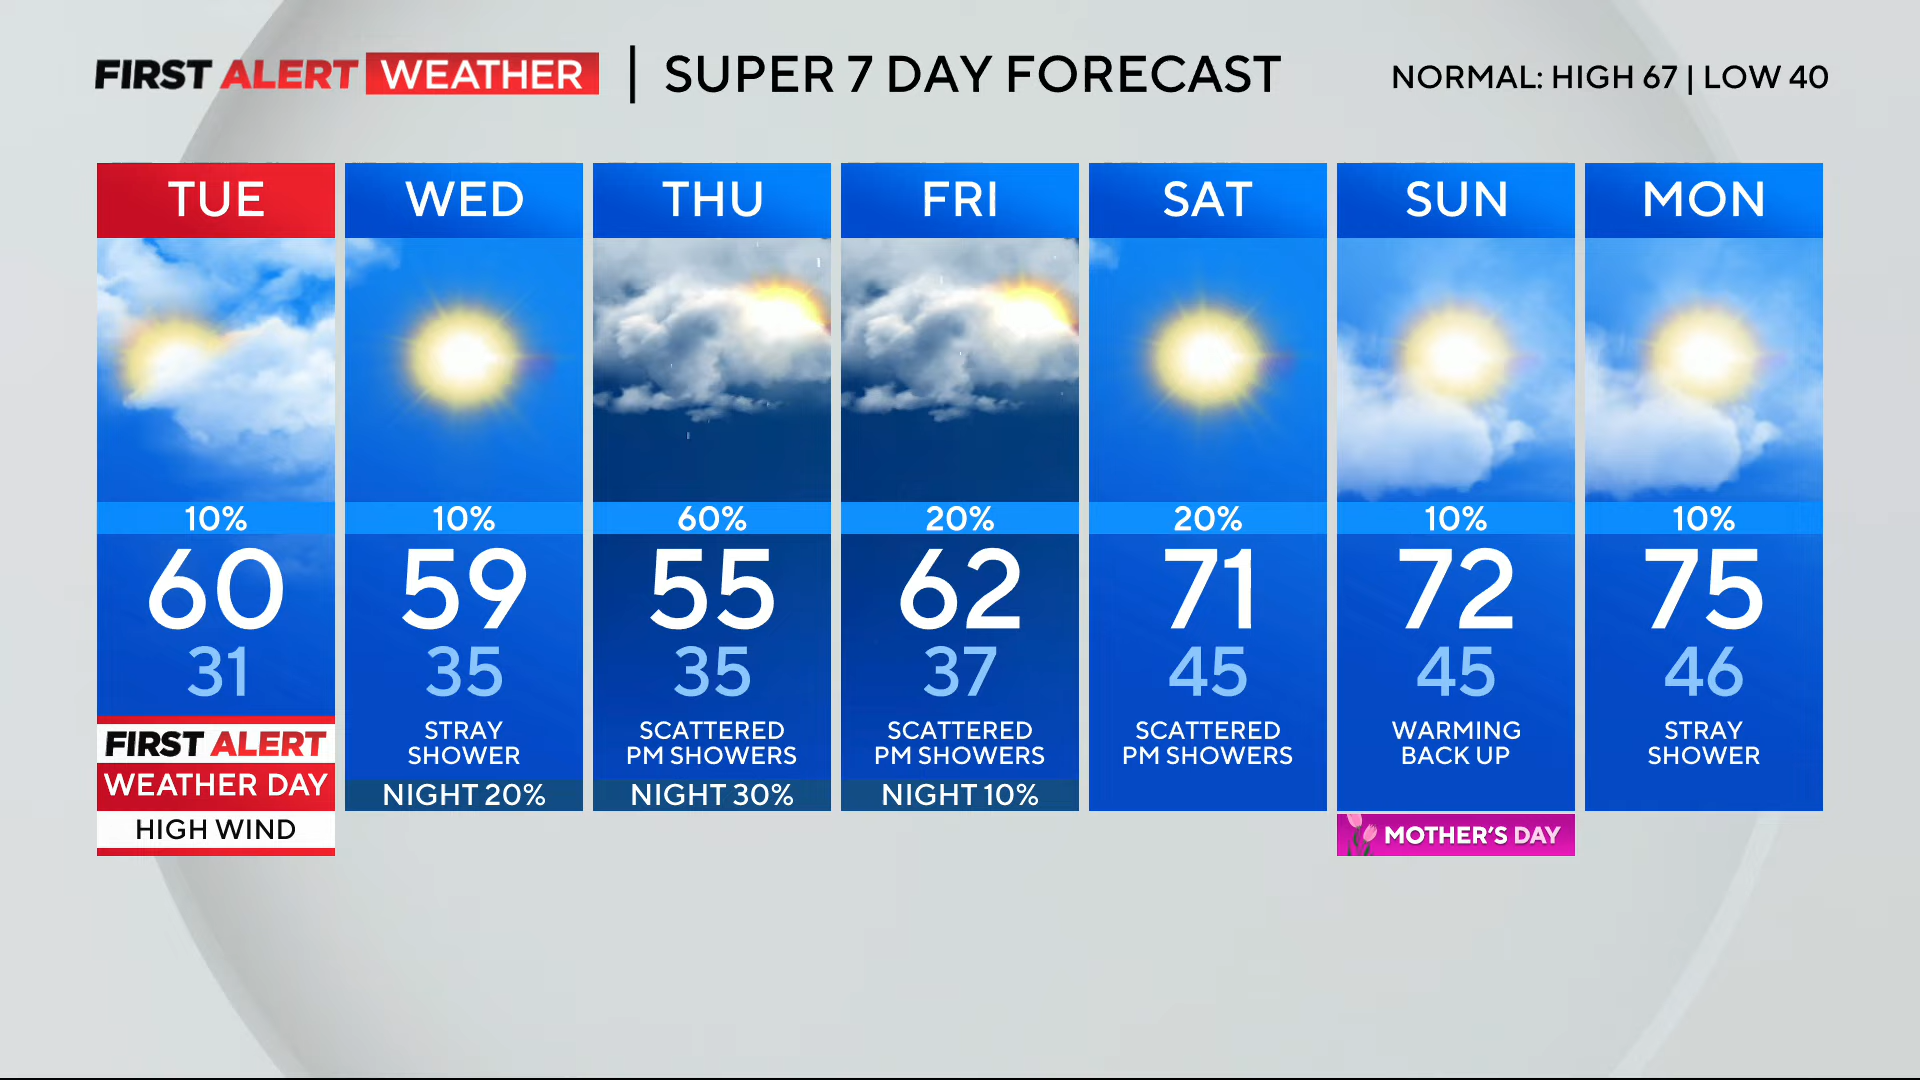 FIRST ALERT WEATHER | SUPER 7 DAY FORECAST
NORMAL: HIGH 67 | LOW 40
TUE
10%
60
31
FIRST ALERT
WEATHER DAY
HIGH WIND
WED
10%
59
35
STRAY
SHOWER
NIGHT 20%
THU
60%
55
35
SCATTERED
PM SHOWERS
NIGHT 30%
FRI
20%
62
37
SCATTERED
PM SHOWERS
NIGHT 10%
SAT
20%
71
45
SCATTERED
PM SHOWERS
SUN
10%
72
45
WARMING
BACK UP
MOTHER'S DAY
MON
10%
75
46
STRAY
SHOWER